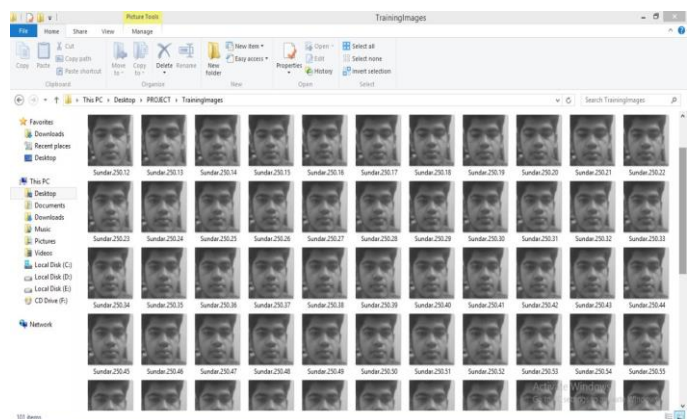 Picture Tools
TrainingImages
File Home Share View Manage
Copy
Paste
Cut
Copy path
Paste shortcut
Move to
Copy to
Delete
Rename
New folder
New item
Easy access
Properties
Open
Edit
History
Select all
Select none
Invert selection
Clipboard Organize New Open Select
This PC Desktop PROJECT TrainingImages
Search TrainingImages
Favorites
Downloads
Recent places
Desktop
This PC
Desktop
Documents
Downloads
Music
Pictures
Videos
Local Disk (C:)
Local Disk (D:)
Local Disk (E:)
CD Drive (F:)
Network
Sundar.250.12 Sundar.250.13 Sundar.250.14 Sundar.250.15 Sundar.250.16 Sundar.250.17 Sundar.250.18 Sundar.250.19 Sundar.250.20 Sundar.250.21 Sundar.250.22
Sundar.250.23 Sundar.250.24 Sundar.250.25 Sundar.250.26 Sundar.250.27 Sundar.250.28 Sundar.250.29 Sundar.250.30 Sundar.250.31 Sundar.250.32 Sundar.250.33
Sundar.250.34 Sundar.250.35 Sundar.250.36 Sundar.250.37 Sundar.250.38 Sundar.250.39 Sundar.250.40 Sundar.250.41 Sundar.250.42 Sundar.250.43 Sundar.250.44
Sundar.250.45 Sundar.250.46 Sundar.250.47 Sundar.250.48 Sundar.250.49 Sundar.250.50 Sundar.250.51 Sundar.250.52 Sundar.250.53 Sundar.250.54 Sundar.250.55
Activate Windows
items